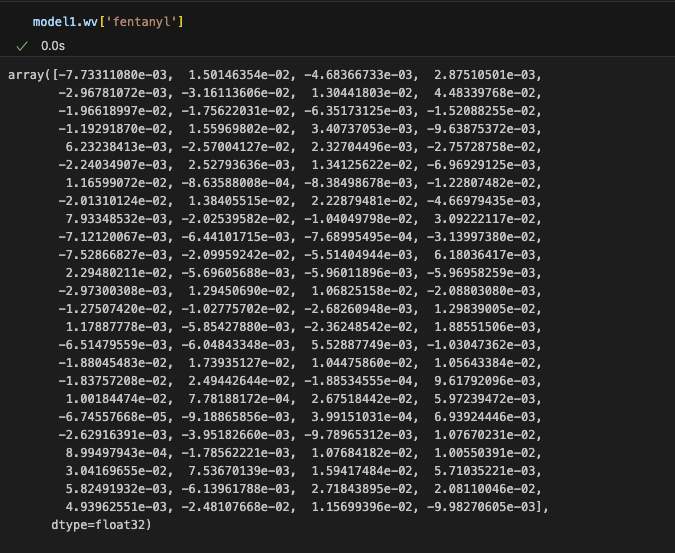 model1.wv['fentanyl']
✓ 0.0s
array([-7.73311080e-03, 1.50146354e-02, -4.68366733e-03, 2.87510501e-03,
-2.96781072e-03, -3.16113606e-02, 1.30441803e-02, 4.48339768e-02,
-1.96618997e-02, -1.75622031e-02, -6.35173125e-03, -1.52088255e-02,
-1.19291870e-02, 1.55969802e-02, 3.40737053e-03, -9.63875372e-03,
6.23238413e-03, -2.57004127e-02, 2.32704496e-03, -2.75728758e-02,
-2.24034907e-03, 2.52793636e-03, 1.34125622e-02, -6.96929125e-03,
1.16599072e-02, -8.63588008e-04, -8.38498678e-03, -1.22807482e-02,
-2.01310124e-02, 1.38405515e-02, 2.22879481e-02, -4.66979435e-03,
7.93348532e-03, -2.02539582e-02, -1.04049798e-02, 3.09222117e-02,
-7.12120067e-03, -6.44101715e-03, -7.68995495e-04, -3.13997380e-02,
-7.52866827e-03, -2.09959242e-02, -5.51404944e-03, 6.18036417e-03,
2.29480211e-02, -5.69605688e-03, -5.96011896e-03, -5.96958259e-03,
-2.97300308e-03, 1.29450690e-02, 1.06825158e-02, -2.08803080e-03,
-1.27507420e-02, -1.02775702e-02, -2.68260948e-03, 1.29839005e-02,
1.17887778e-03, -5.85427880e-03, -2.36248542e-02, 1.88551506e-03,
-6.51479559e-03, -6.04843348e-03, 5.52887749e-03, -1.03047362e-03,
-1.88045483e-02, 1.73935127e-02, 1.04475860e-02, 1.05643384e-02,
-1.83757208e-02, 2.49442644e-02, -1.88534555e-04, 9.61792096e-03,
1.00184474e-02, 7.78188172e-04, 2.67518442e-02, 5.97239472e-03,
-6.74557668e-05, -9.18865856e-03, 3.99151031e-04, 6.93924446e-03,
-2.62916391e-03, -3.95182660e-03, -9.78965312e-03, 1.07670231e-02,
8.99497943e-04, -1.78562221e-03, 1.07684182e-02, 1.00550391e-02,
3.04169655e-02, 7.53670139e-03, 1.59417484e-02, 5.71035221e-03,
5.82491932e-03, -6.13961788e-03, 2.71843895e-02, 2.08110046e-02,
4.93962551e-03, -2.48107668e-02, 1.15699396e-02, -9.98270605e-03],
dtype=float32)